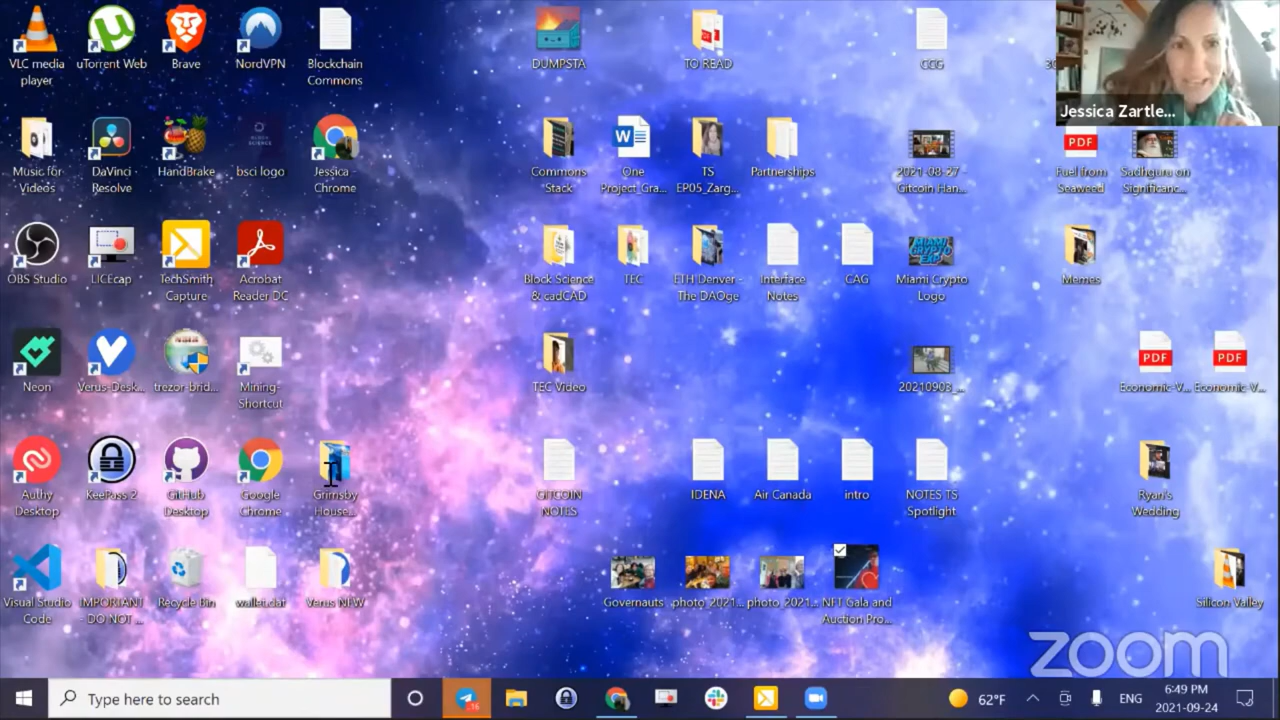 VLC media
player
uTorrent Web
Brave
NordVPN
Blockchain
Commons
DUMPSTA
TO READ
CCG
Jessica Zartle...
Music for
Videos
DaVinci
Resolve
HandBrake
bsci logo
Jessica -
Chrome
Commons
Stack
One
Project_Gra...
TS
EP05_Zarg...
Partnerships
2021-08-27 -
Gitcoin Han...
PDF
Fuel from
Seaweed
Sadhguru on
Significanc...
OBS Studio
LICEcap
TechSmith
Capture
Acrobat
Reader DC
Block Science
& cadCAD
TEC
ETH Denver -
The DAOge
Interface
Notes
CAG
MIAMI
CRYPTO
Miami Crypto
Logo
Memes
Neon
Verus-Desk...
trezor-brid...
Mining-
Shortcut
TEC Video
20210903_...
PDF
Economic-V...
PDF
Economic-V...
Authy
Desktop
KeePass 2
GitHub
Desktop
Google
Chrome
Grimsby
House...
GITCOIN
NOTES
IDENA
Air Canada
intro
NOTES TS
Spotlight
Ryan's
Wedding
Visual Studio
Code
IMPORTANT
- DO NOT ...
Recycle Bin
wallet.dat
Verus NEW
Governauts
photo_2021...
photo_2021...
NFT Gala and
Auction Pro...
Silicon Valley
zoom
Type here to search
16
62°F
ENG
6:49 PM
2021-09-24